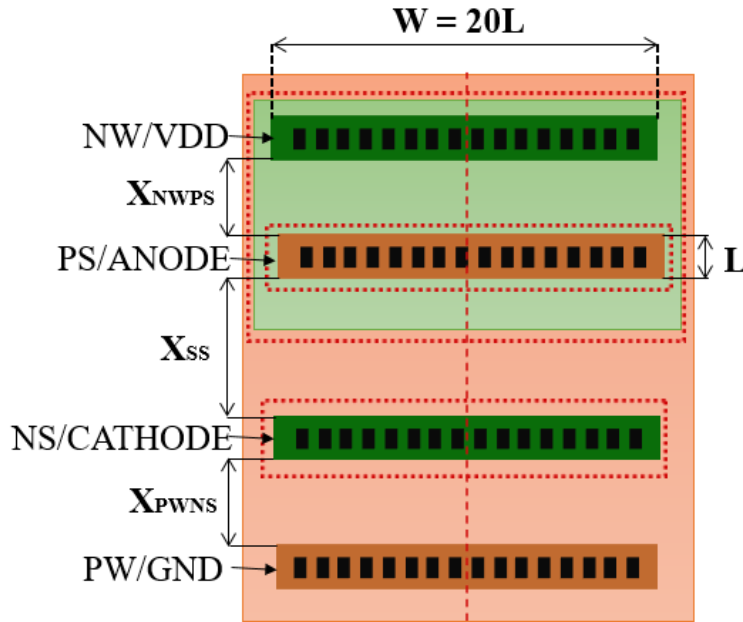 W = 20L
NW/VDD
XNWPS
PS/ANODE
L
XSS
NS/CATHODE
XPWNS
PW/GND